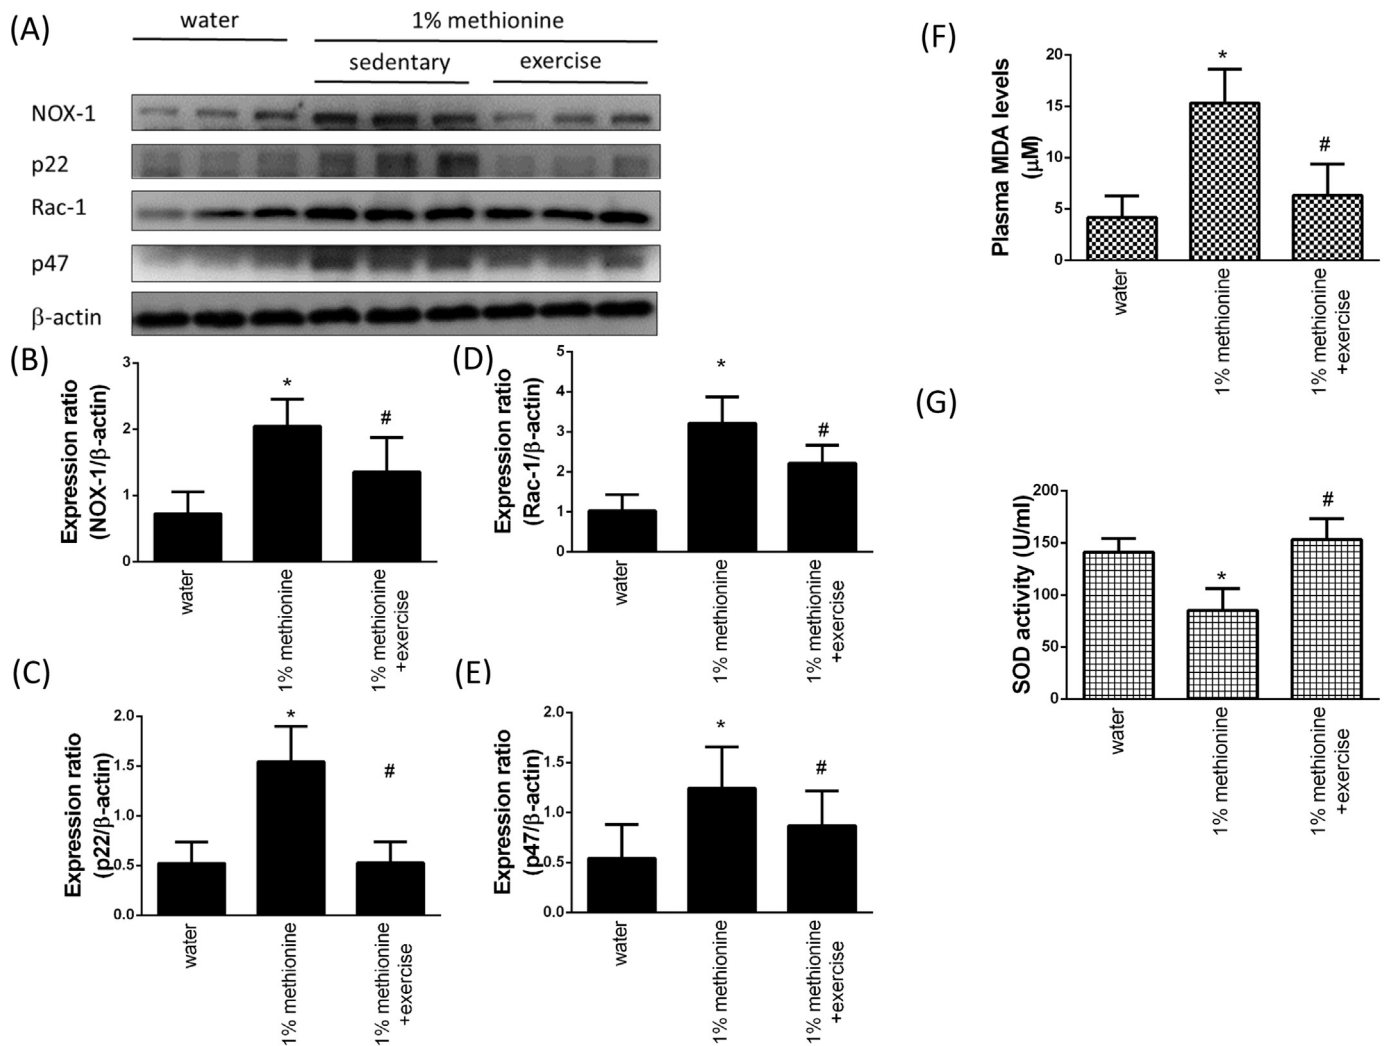 (A)
water
1% methionine
sedentary
exercise
NOX-1
p22
Rac-1
p47
β-actin
(B)
Expression ratio
(NOX-1/β-actin)
3
2
1
0
*
#
water
1% methionine
1% methionine
+exercise
(D)
Expression ratio
(Rac-1/β-actin)
5
4
3
2
1
0
*
#
water
1% methionine
1% methionine
+exercise
(C)
Expression ratio
(p22/β-actin)
2.0
1.5
1.0
0.5
0.0
*
#
water
1% methionine
1% methionine
+exercise
(E)
Expression ratio
(p47/β-actin)
2.0
1.5
1.0
0.5
0.0
*
#
water
1% methionine
1% methionine
+exercise
(F)
Plasma MDA levels
(μM)
20
15
10
5
0
*
#
water
1% methionine
1% methionine
+exercise
(G)
SOD activity (U/ml)
200
150
100
50
0
*
#
water
1% methionine
1% methionine
+exercise